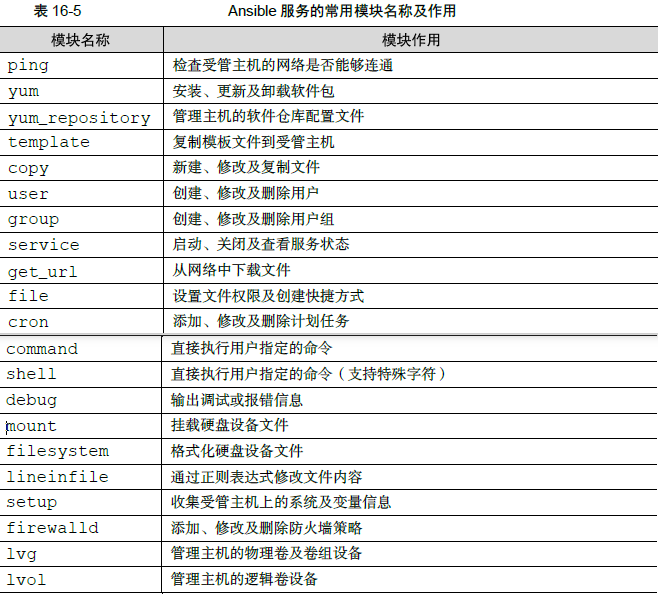 表 16-5 Ansible 服务的常用模块名称及作用
模块名称 模块作用
ping 检查受管主机的网络是否能够连通
yum 安装、更新及卸载软件包
yum_repository 管理主机的软件仓库配置文件
template 复制模板文件到受管主机
copy 新建、修改及复制文件
user 创建、修改及删除用户
group 创建、修改及删除用户组
service 启动、关闭及查看服务状态
get_url 从网络中下载文件
file 设置文件权限及创建快捷方式
cron 添加、修改及删除计划任务
command 直接执行用户指定的命令
shell 直接执行用户指定的命令（支持特殊字符）
debug 输出调试或报错信息
mount 挂载硬盘设备文件
filesystem 格式化硬盘设备文件
lineinfile 通过正则表达式修改文件内容
setup 收集受管主机上的系统及变量信息
firewalld 添加、修改及删除防火墙策略
lvg 管理主机的物理卷及卷组设备
lvol 管理主机的逻辑卷设备